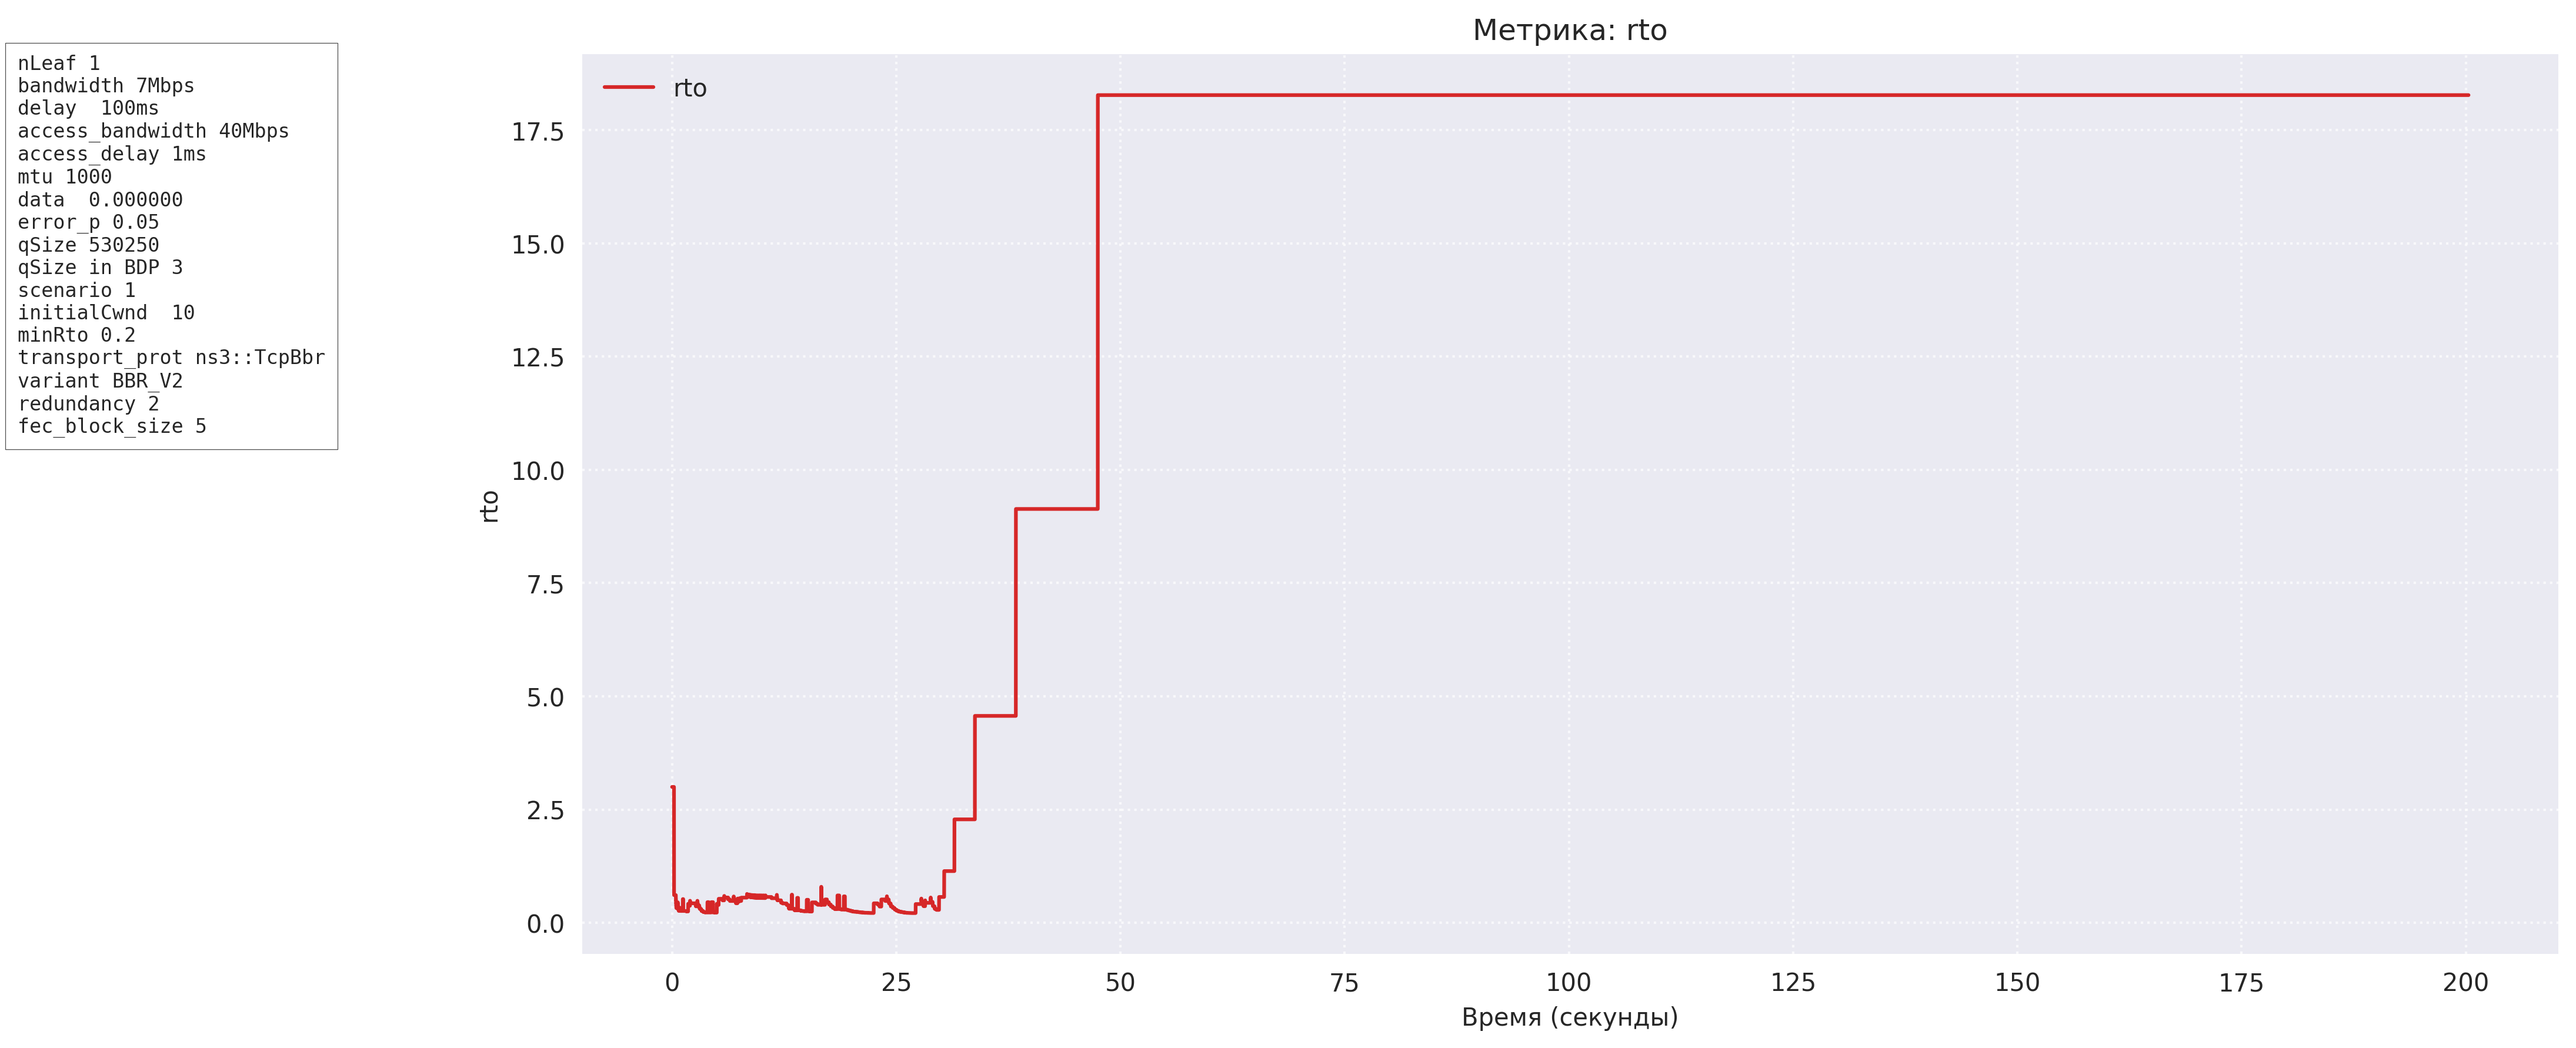 Метрика: rto
nLeaf 1
bandwidth 7Mbps
delay  100ms
access_bandwidth 40Mbps
access_delay 1ms
mtu 1000
data  0.000000
error_p 0.05
qSize 530250
qSize in BDP 3
scenario 1
initialCwnd  10
minRto 0.2
transport_prot ns3::TcpBbr
variant BBR_V2
redundancy 2
fec_block_size 5
rto
17.5
15.0
12.5
10.0
7.5
5.0
2.5
0.0
rto
0 25 50 75 100 125 150 175 200
Время (секунды)